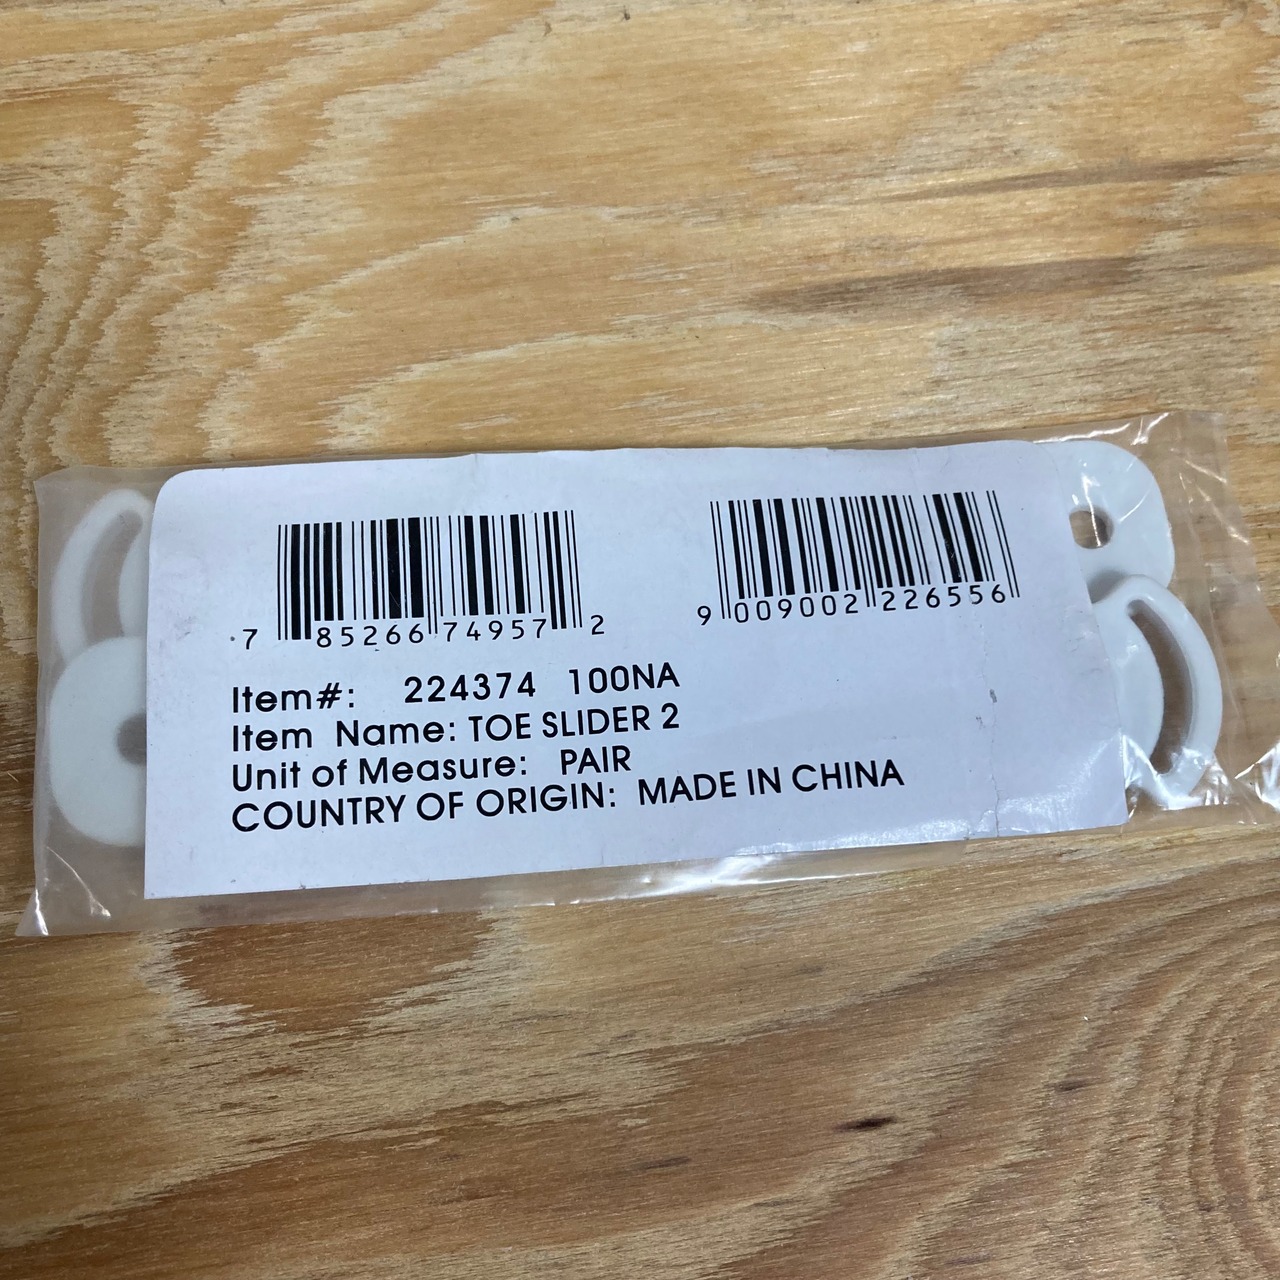 7 85266 74957 2
9 009002 226556
Item#: 224374 100NA
Item Name: TOE SLIDER 2
Unit of Measure: PAIR
COUNTRY OF ORIGIN: MADE IN CHINA